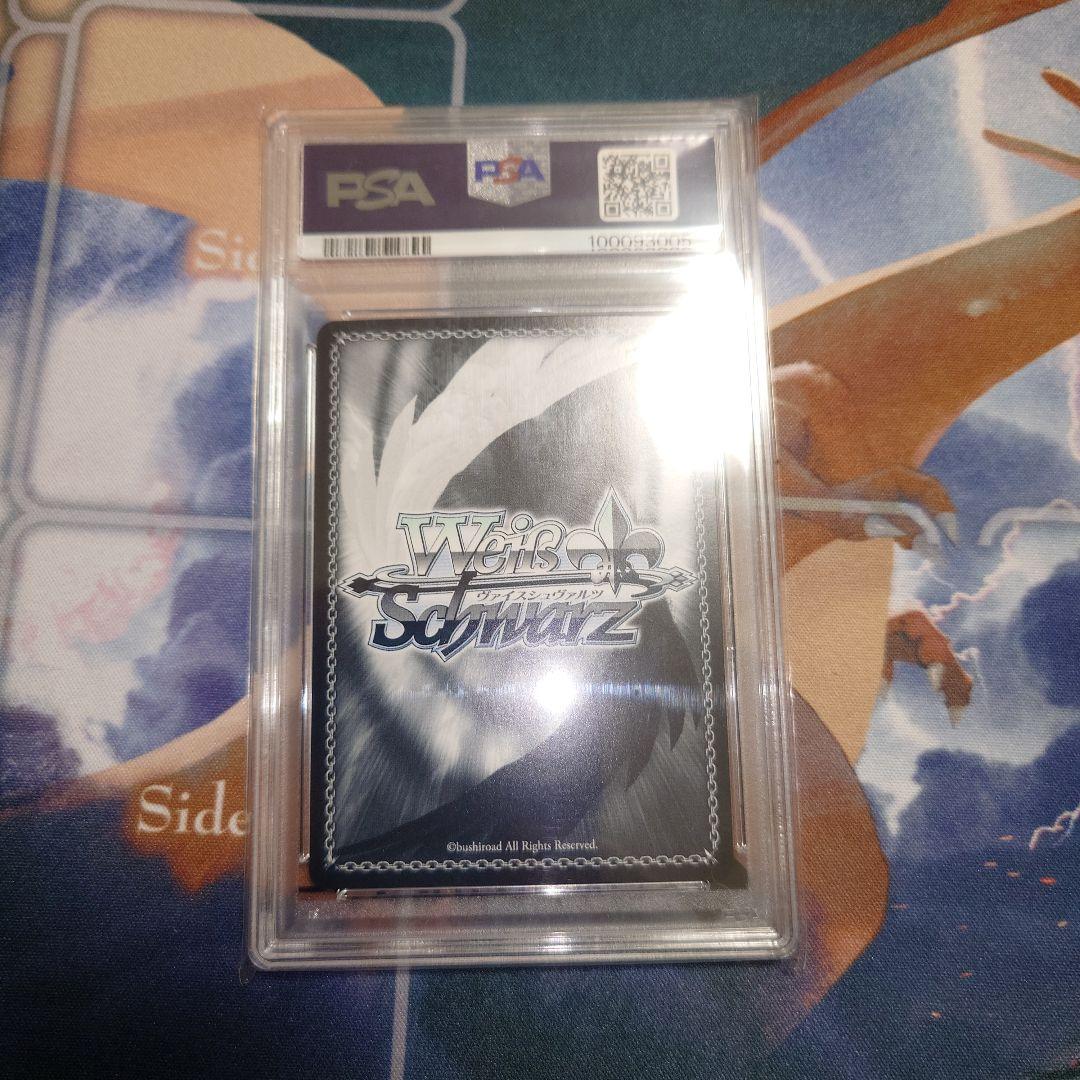 PSA
PSA
100093005
Side
Weiß
ヴァイスシュヴァルツ
Schwarz
Side
©bushiroad All Rights Reserved.